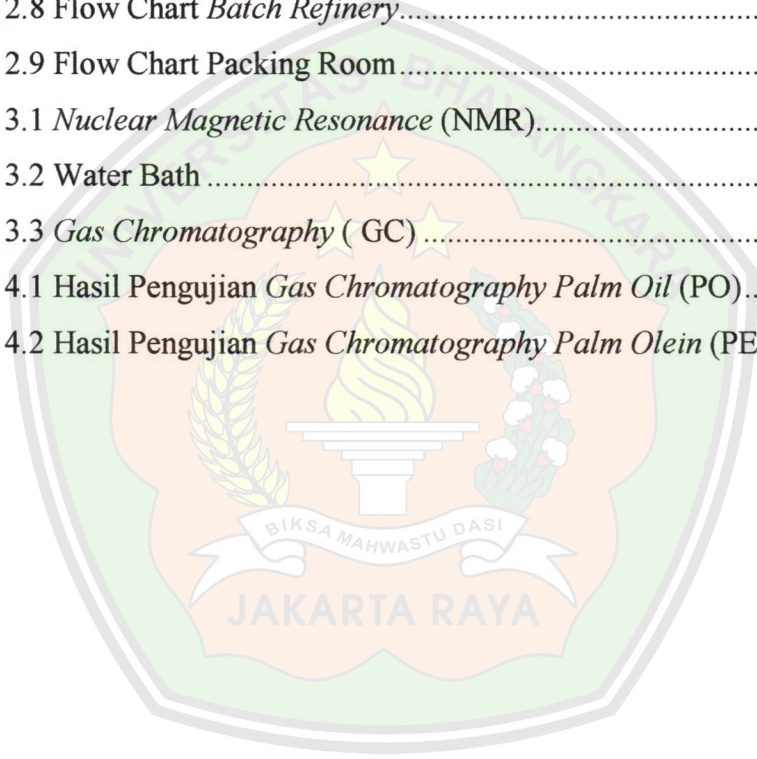 2.8 Flow Chart Batch Refinery..........................................................
2.9 Flow Chart Packing Room..........................................................
3.1 Nuclear Magnetic Resonance (NMR)....................................
3.2 Water Bath ....................................................................................
3.3 Gas Chromatography ( GC) ......................................................
4.1 Hasil Pengujian Gas Chromatography Palm Oil (PO)..
4.2 Hasil Pengujian Gas Chromatography Palm Olein (PE
UNIVERSITAS BHAYANGKARA
BIKSA MAHWASTU DASI
JAKARTA RAYA